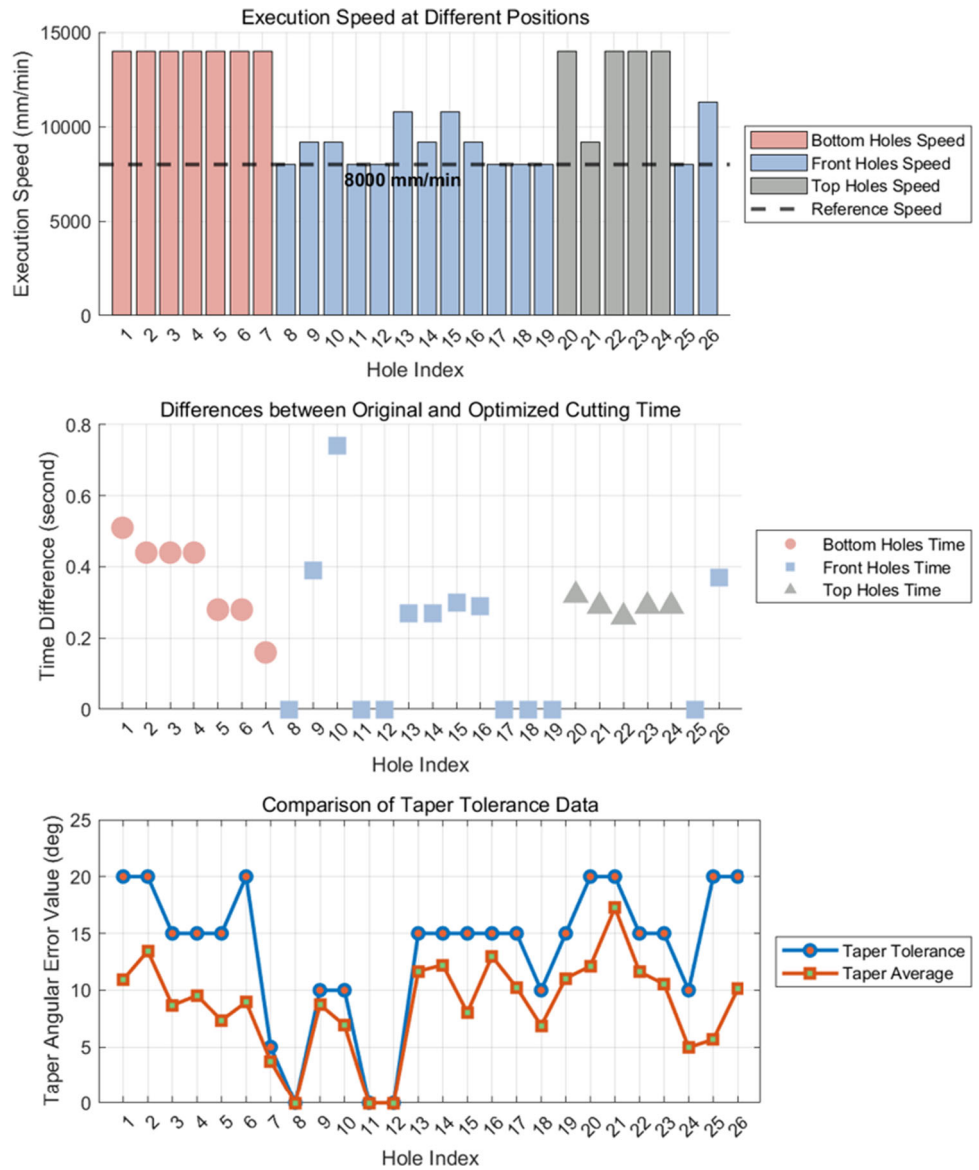 Execution Speed at Different Positions
Execution Speed (mm/min)
15000
10000
5000
0
8000 mm/min
1 2 3 4 5 6 7 8 9 10 11 12 13 14 15 16 17 18 19 20 21 22 23 24 25 26
Hole Index
Bottom Holes Speed
Front Holes Speed
Top Holes Speed
Reference Speed
Differences between Original and Optimized Cutting Time
Time Difference (second)
0.8
0.6
0.4
0.2
0
1 2 3 4 5 6 7 8 9 10 11 12 13 14 15 16 17 18 19 20 21 22 23 24 25 26
Hole Index
Bottom Holes Time
Front Holes Time
Top Holes Time
Comparison of Taper Tolerance Data
Taper Angular Error Value (deg)
25
20
15
10
5
0
1 2 3 4 5 6 7 8 9 10 11 12 13 14 15 16 17 18 19 20 21 22 23 24 25 26
Hole Index
Taper Tolerance
Taper Average